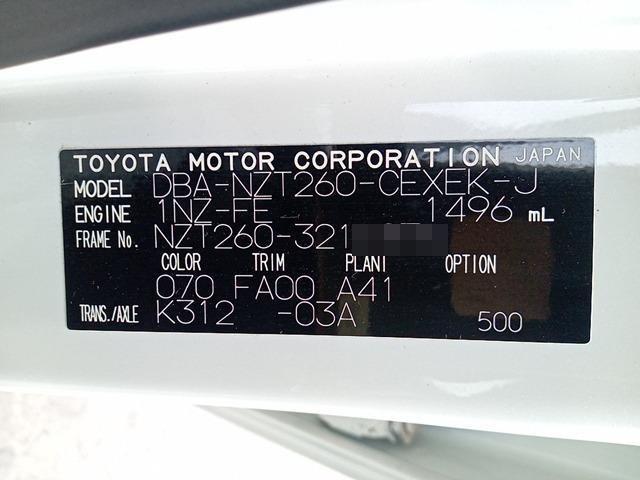 TOYOTA MOTOR CORPORATION JAPAN
MODEL DBA-NZT260-CEXEK-J
ENGINE 1NZ-FE 1496 mL
FRAME No. NZT260-321
COLOR TRIM PLANT OPTION
070 FA00 A41
TRANS./AXLE K312 -03A 500